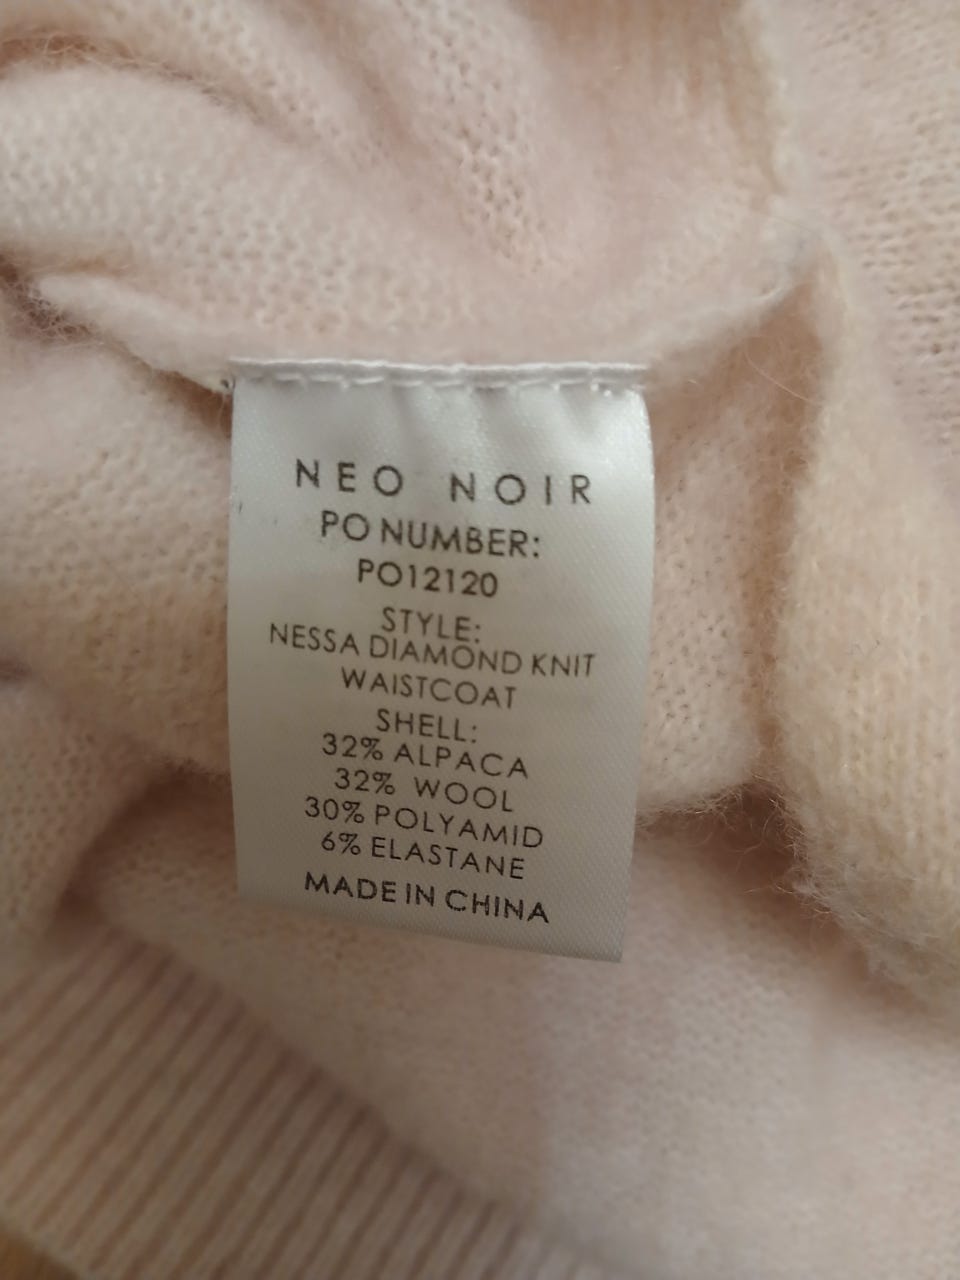 NEO NOIR
PO NUMBER:
PO12120
STYLE:
NESSA DIAMOND KNIT
WAISTCOAT
SHELL:
32% ALPACA
32% WOOL
30% POLYAMID
6% ELASTANE
MADE IN CHINA